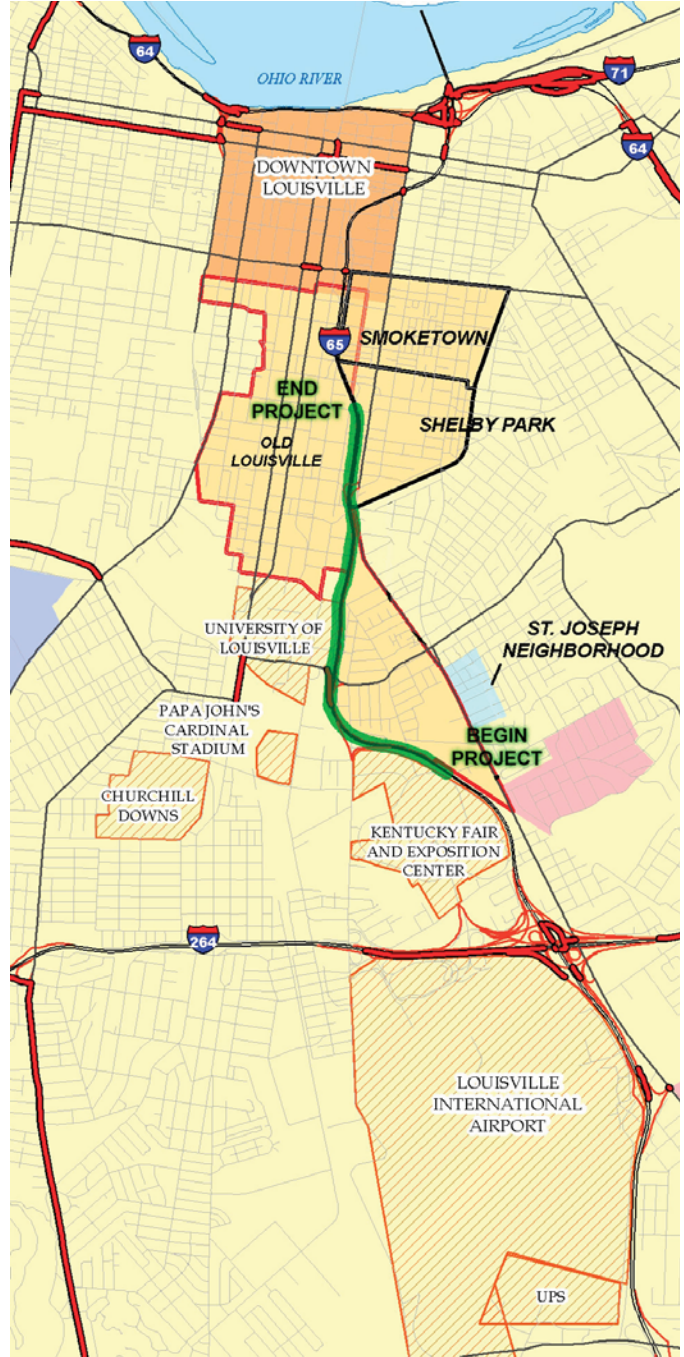 64
OHIO RIVER
71
64
DOWNTOWN
LOUISVILLE
65
SMOKETOWN
END
PROJECT
SHELBY PARK
OLD
LOUISVILLE
UNIVERSITY OF
LOUISVILLE
ST. JOSEPH
NEIGHBORHOOD
PAPA JOHN'S
CARDINAL
STADIUM
BEGIN
PROJECT
CHURCHILL
DOWNS
KENTUCKY FAIR
AND EXPOSITION
CENTER
264
LOUISVILLE
INTERNATIONAL
AIRPORT
UPS